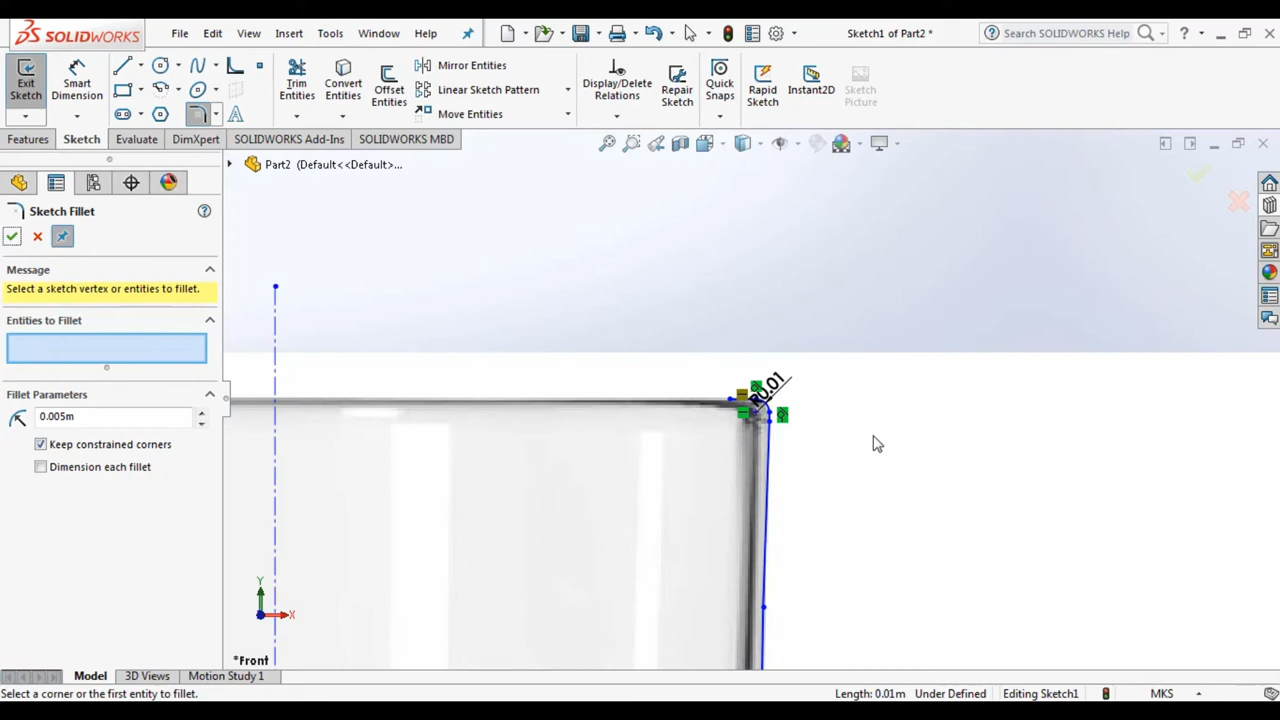 SOLIDWORKS
File Edit View Insert Tools Window Help
Sketch1 of Part2 *
Search SOLIDWORKS Help
Exit Sketch
Smart Dimension
Trim Entities
Convert Entities
Offset Entities
Mirror Entities
Linear Sketch Pattern
Move Entities
Display/Delete Relations
Repair Sketch
Quick Snaps
Rapid Sketch
Instant2D
Sketch Picture
Features Sketch Evaluate DimXpert SOLIDWORKS Add-Ins SOLIDWORKS MBD
Part2 (Default<<Default>...
Sketch Fillet
Message
Select a sketch vertex or entities to fillet.
Entities to Fillet
Fillet Parameters
0.005m
Keep constrained corners
Dimension each fillet
R0.01
Y
X
*Front
Model 3D Views Motion Study 1
Select a corner or the first entity to fillet.
Length: 0.01m Under Defined Editing Sketch1 MKS